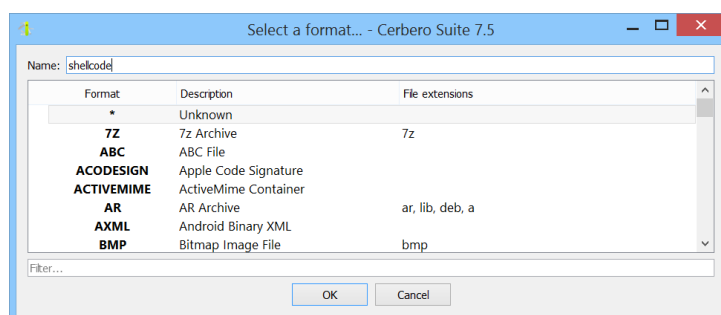 Select a format... - Cerbero Suite 7.5
Name: shellcode
Format Description File extensions
* Unknown
7Z 7z Archive 7z
ABC ABC File
ACODESIGN Apple Code Signature
ACTIVEMIME ActiveMime Container
AR AR Archive ar, lib, deb, a
AXML Android Binary XML
BMP Bitmap Image File bmp
Filter...
OK Cancel